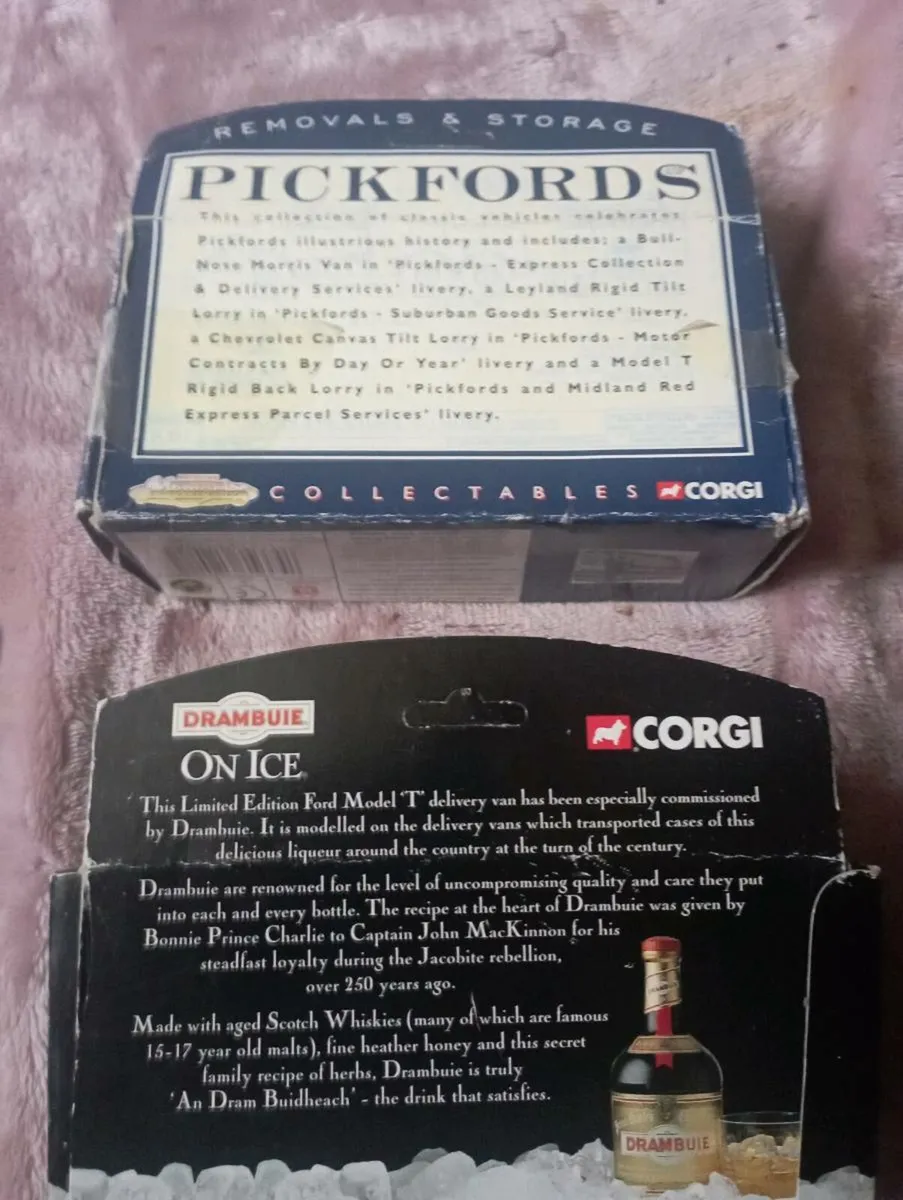 REMOVALS & STORAGE
PICKFORDS
This collection of classic vehicles celebrates
Pickfords illustrious history and includes; a Bull-
Nose Morris Van in 'Pickfords - Express Collection
& Delivery Services' livery, a Leyland Rigid Tilt
Lorry in 'Pickfords - Suburban Goods Service' livery,
a Chevrolet Canvas Tilt Lorry in 'Pickfords - Motor
Contracts By Day Or Year' livery and a Model T
Rigid Back Lorry in 'Pickfords and Midland Red
Express Parcel Services' livery.
COLLECTABLES CORGI
DRAMBUIE
ON ICE
CORGI
This Limited Edition Ford Model 'T' delivery van has been especially commissioned
by Drambuie. It is modelled on the delivery vans which transported cases of this
delicious liqueur around the country at the turn of the century.
Drambuie are renowned for the level of uncompromising quality and care they put
into each and every bottle. The recipe at the heart of Drambuie was given by
Bonnie Prince Charlie to Captain John MacKinnon for his
steadfast loyalty during the Jacobite rebellion,
over 250 years ago.
Made with aged Scotch Whiskies (many of which are famous
15-17 year old malts), fine heather honey and this secret
family recipe of herbs, Drambuie is truly
'An Dram Buidheach' - the drink that satisfies.
DRAMBUIE